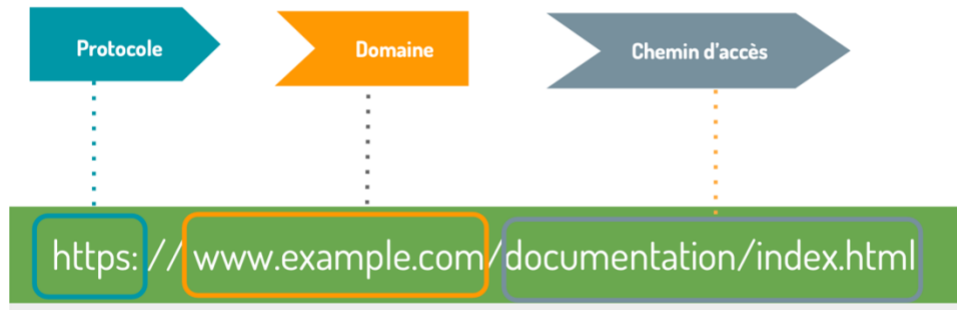 Protocole
Domaine
Chemin d'accès
https: // www.example.com/documentation/index.html